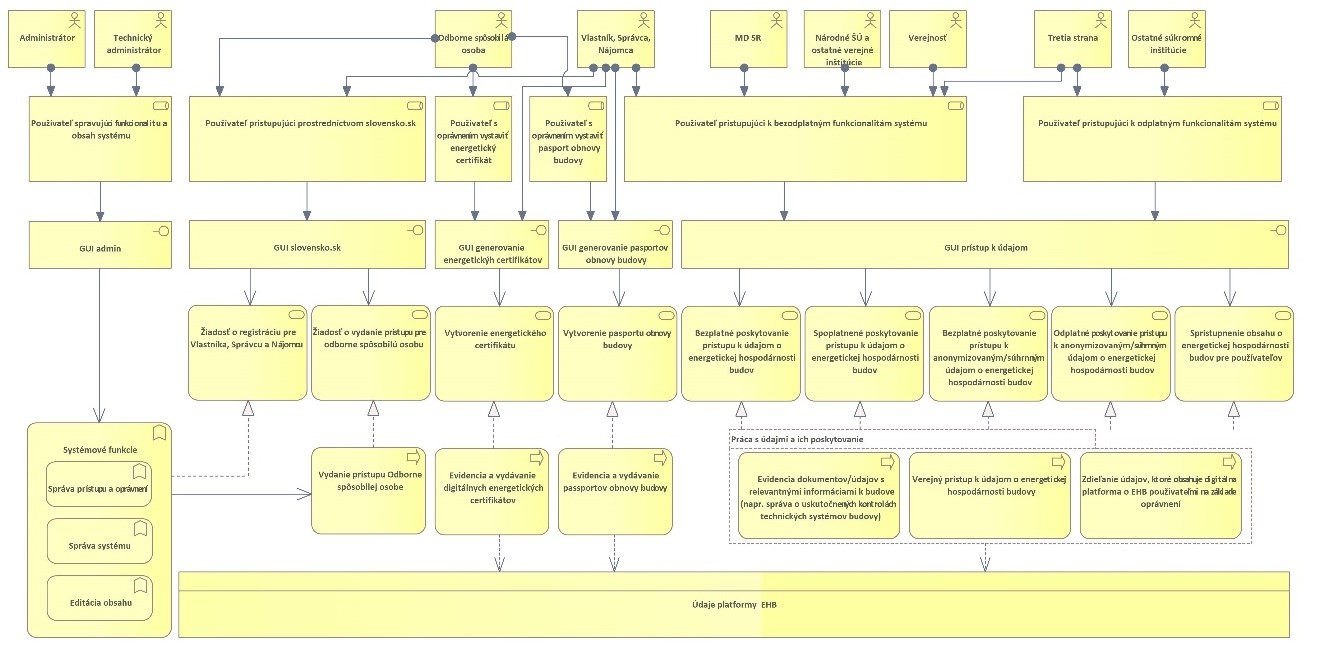 Administrátor
Technický
administrátor
Odborne spôsobilá
osoba
Vlastník, Správca,
Nájomca
MD SR
Národné ŠÚ a
ostatné verejné
inštitúcie
Verejnosť
Tretia strana
Ostatné súkromné
inštitúcie
Používateľ spravujúci funkcionalitu a
obsah systému
Používateľ pristupujúci prostredníctvom slovensko.sk
Používateľ s
oprávnením vystaviť
energetický
certifikát
Používateľ s
oprávnením vystaviť
pasport obnovy
budovy
Používateľ pristupujúci k bezodplatným funkcionalitám systému
Používateľ pristupujúci k odplatným funkcionalitám systému
GUI admin
GUI slovensko.sk
GUI generovanie
energetickýh certifikátov
GUI generovanie pasportov
obnovy budovy
GUI prístup k údajom
Žiadosť o registráciu pre
Vlastníka, Správcu a Nájomcu
Žiadosť o vydanie prístupu pre
odborne spôsobilú osobu
Vytvorenie energetického
certifikátu
Vytvorenie pasportu obnovy
budovy
Bezplatné poskytovanie
prístupu k údajom o
energetickej hospodárnosti
budov
Spoplatnené poskytovanie
prístupu k údajom o
energetickej hospodárnosti
budov
Bezplatné poskytovanie
prístupu k
anonymizovaným/súhrnným
údajom o energetickej
hospodárnosti budov
Odplatné poskytovanie prístupu
k anonymizovaným/súhrnným
údajom o energetickej
hospodárnosti budov
Sprístupnenie obsahu o
energetickej hospodárnosti
budov pre používateľov
Systémové funkcie
Správa prístupu a oprávnení
Správa systému
Editácia obsahu
Vydanie prístupu Odborne
spôsobilej osobe
Evidencia a vydávanie
digitálnych energetických
certifikátov
Evidencia a vydávanie
passportov obnovy budovy
Práca s údajmi a ich poskytovanie
Evidencia dokumentov/údajov s
relevantnými informáciami k budove
(napr. správa o uskutočnených kontrolách
technických systémov budovy)
Verejný prístup k údajom o energetickej
hospodárnosti budovy
Zdieľanie údajov, ktoré obsahuje digitálna
platforma o EHB používateľmi na základe
oprávnení
Údaje platformy EHB